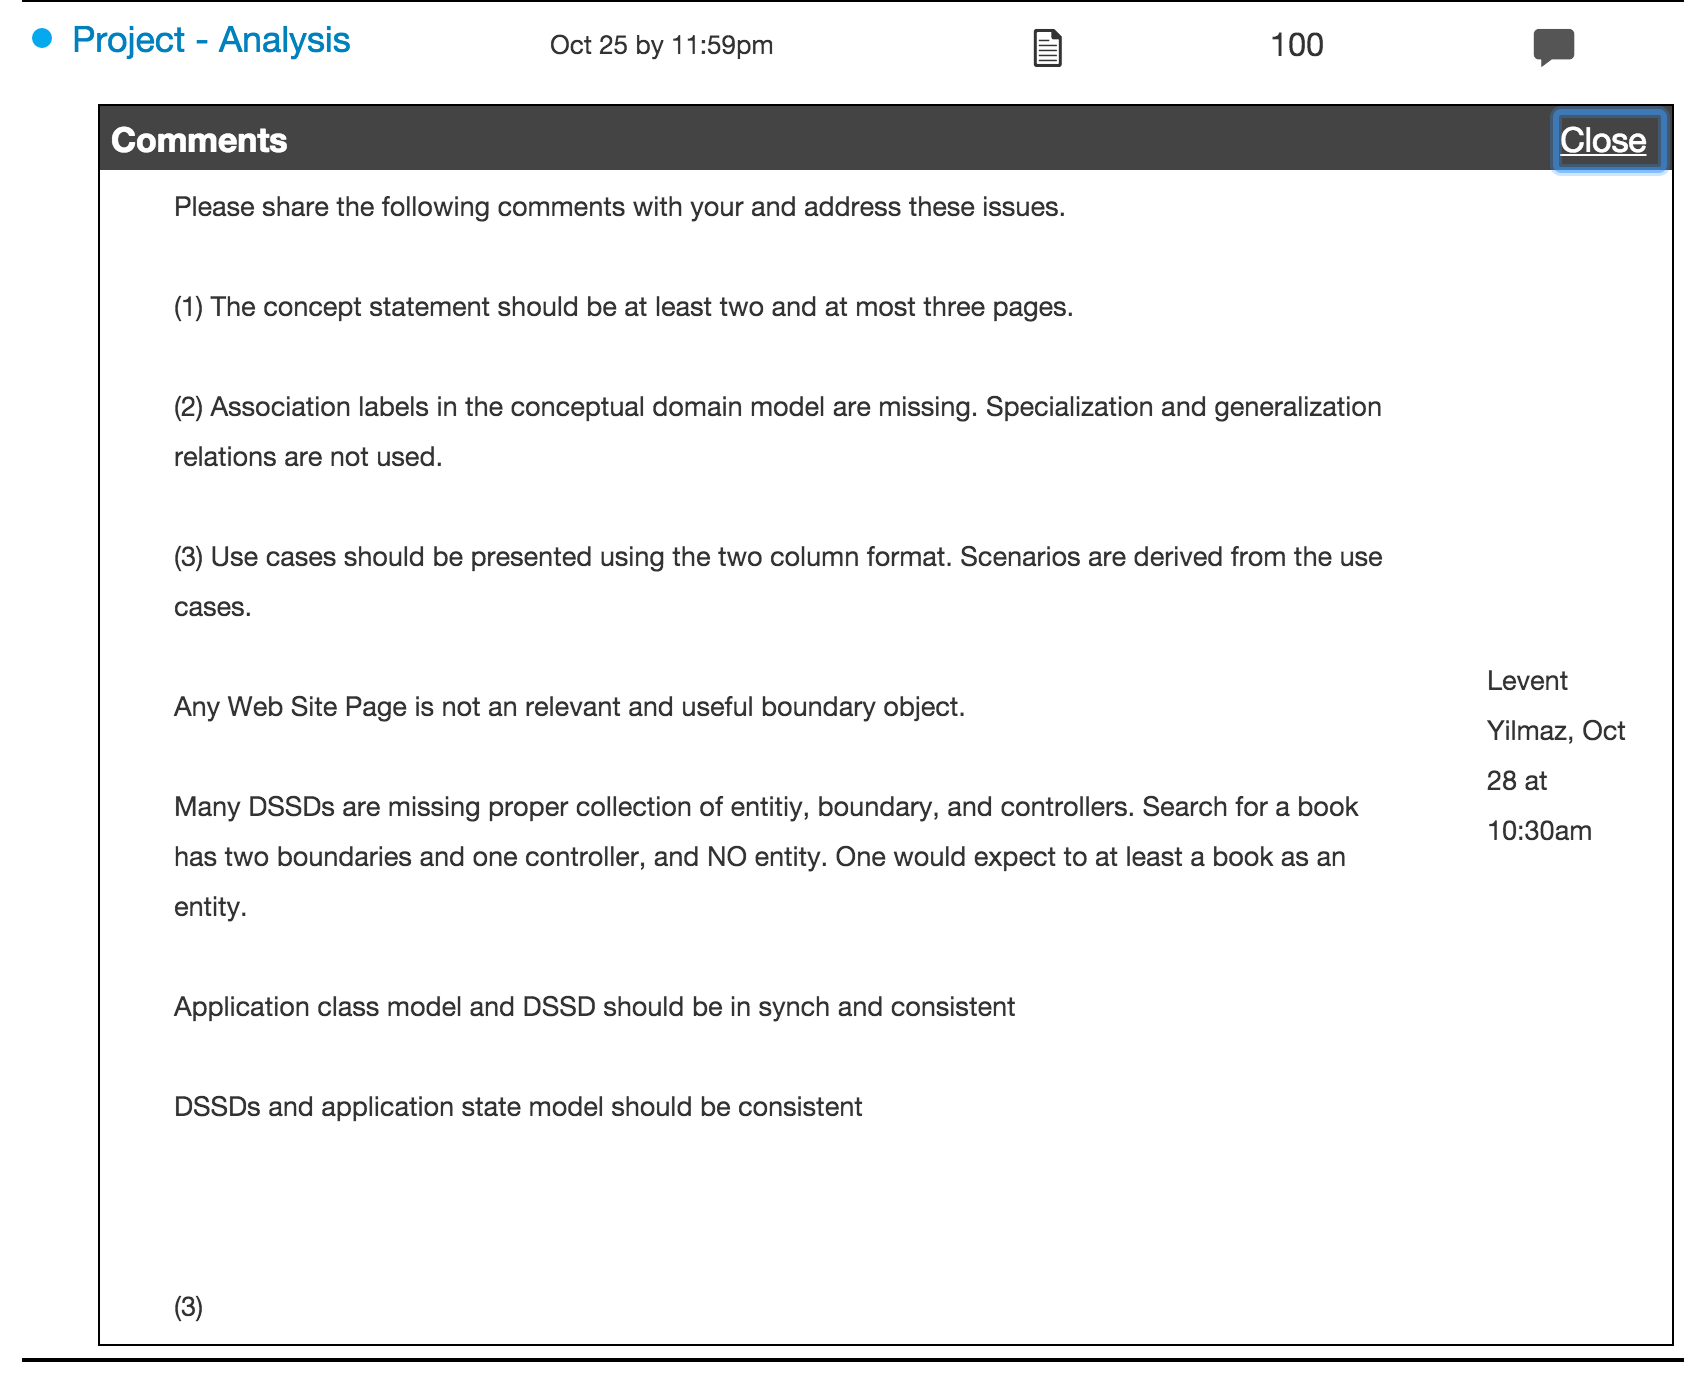 Project - Analysis
Oct 25 by 11:59pm
100
Comments
Close
Please share the following comments with your and address these issues.
(1) The concept statement should be at least two and at most three pages.
(2) Association labels in the conceptual domain model are missing. Specialization and generalization
relations are not used.
(3) Use cases should be presented using the two column format. Scenarios are derived from the use
cases.
Any Web Site Page is not an relevant and useful boundary object.
Many DSSDs are missing proper collection of entitiy, boundary, and controllers. Search for a book
has two boundaries and one controller, and NO entity. One would expect to at least a book as an
entity.
Application class model and DSSD should be in synch and consistent
DSSDs and application state model should be consistent
(3)
Levent
Yilmaz, Oct
28 at
10:30am